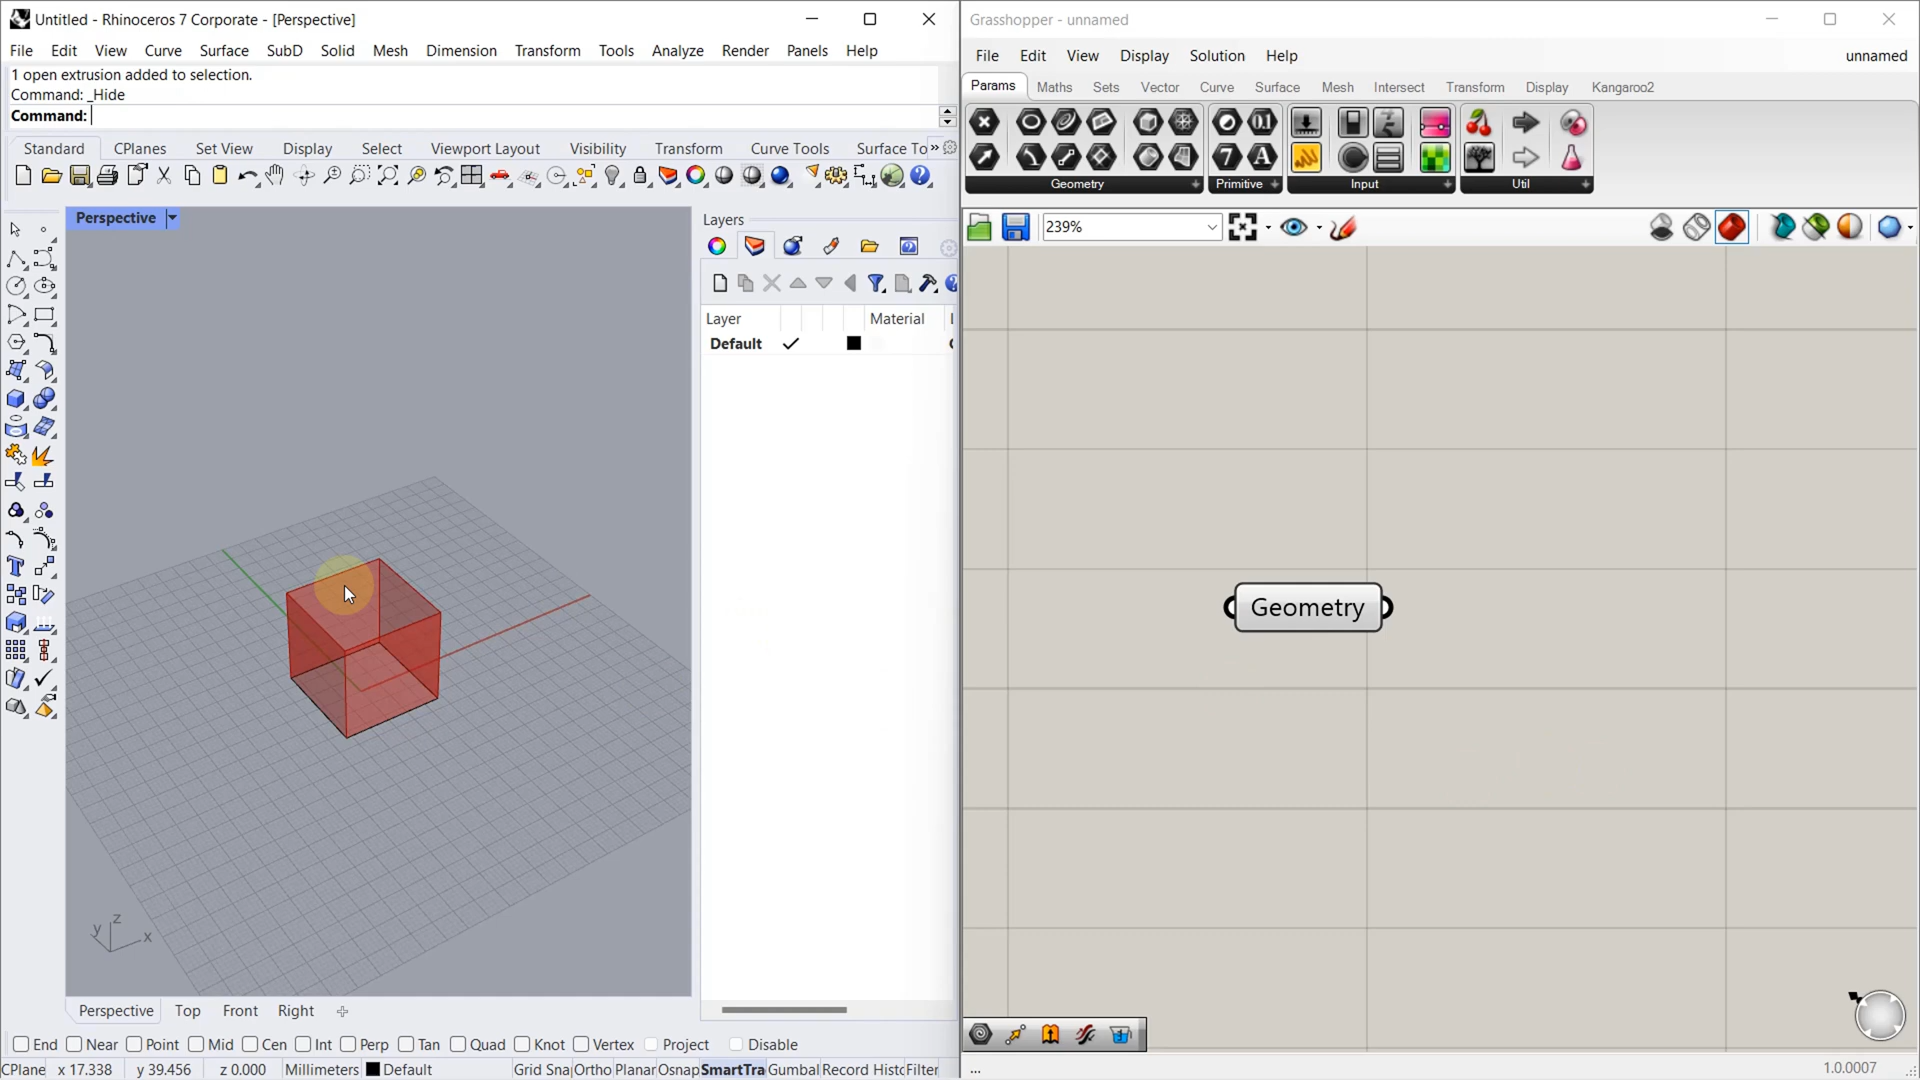 Untitled - Rhinoceros 7 Corporate - [Perspective]
File Edit View Curve Surface SubD Solid Mesh Dimension Transform Tools Analyze Render Panels Help
1 open extrusion added to selection.
Command: _Hide
Command:
Standard CPlanes Set View Display Select Viewport Layout Visibility Transform Curve Tools Surface To »
Perspective
Layers
Layer Material
Default
z
y
x
Perspective Top Front Right
End Near Point Mid Cen Int Perp Tan Quad Knot Vertex Project Disable
CPlane x 17.338 y 39.456 z 0.000 Millimeters Default Grid Sna Ortho Planar Osnap SmartTra Gumbal Record Histo Filter
Grasshopper - unnamed
File Edit View Display Solution Help unnamed
Params Maths Sets Vector Curve Surface Mesh Intersect Transform Display Kangaroo2
Geometry Primitive Input Util
239%
Geometry
... 1.0.0007